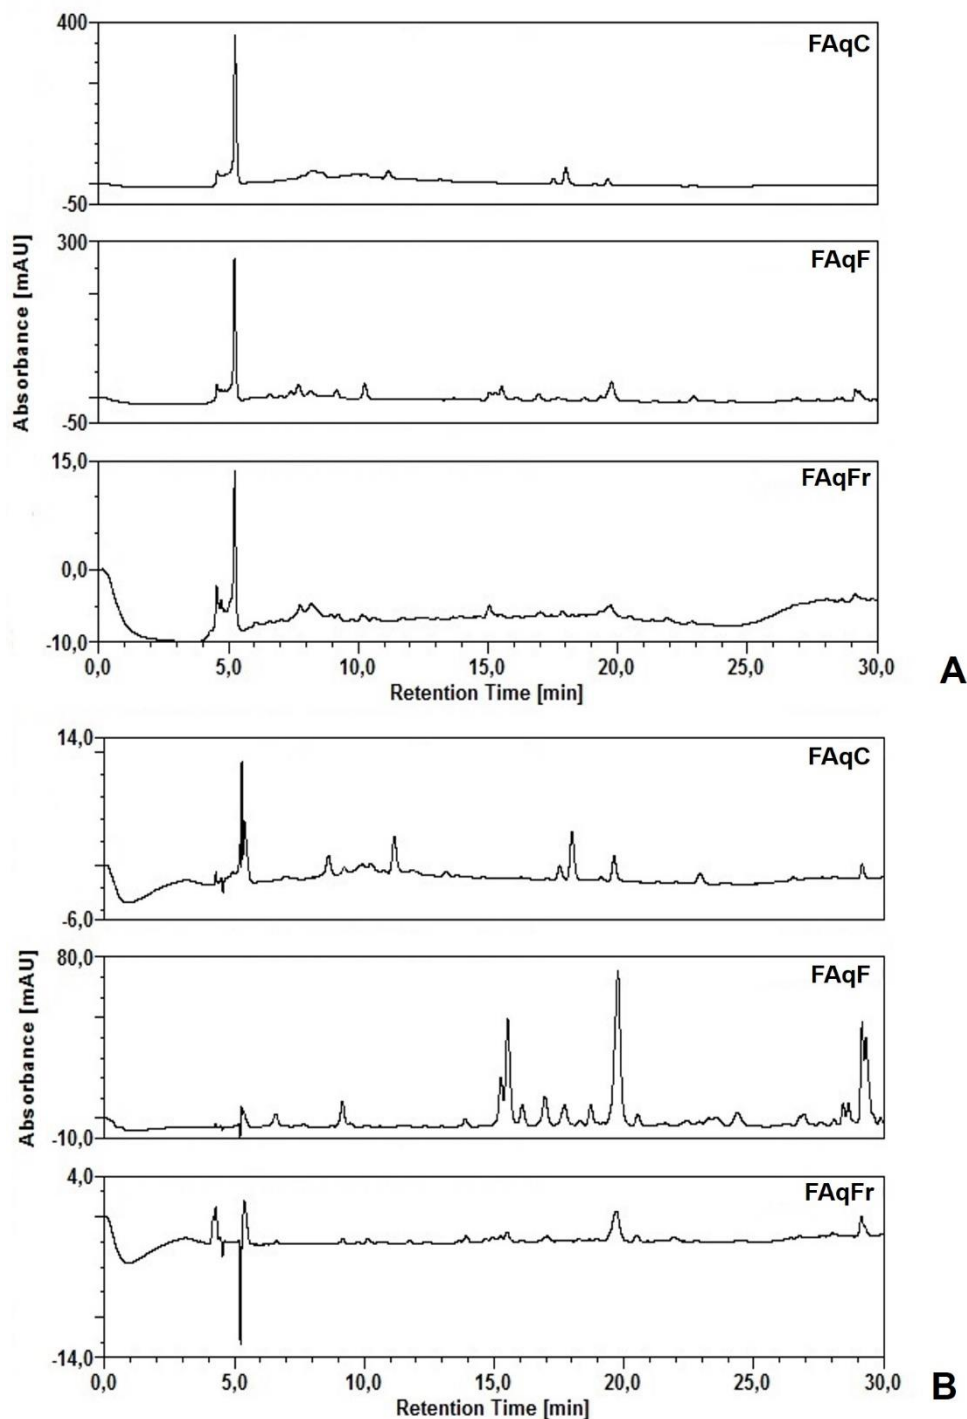 400
FAqC
-50
300
FAqF
-50
Absorbance [mAU]
15,0
FAqFr
0,0
-10,0
0,0 5,0 10,0 15,0 20,0 25,0 30,0
Retention Time [min]
A
14,0
FAqC
-6,0
80,0
FAqF
-10,0
Absorbance [mAU]
4,0
FAqFr
-14,0
0,0 5,0 10,0 15,0 20,0 25,0 30,0
Retention Time [min]
B